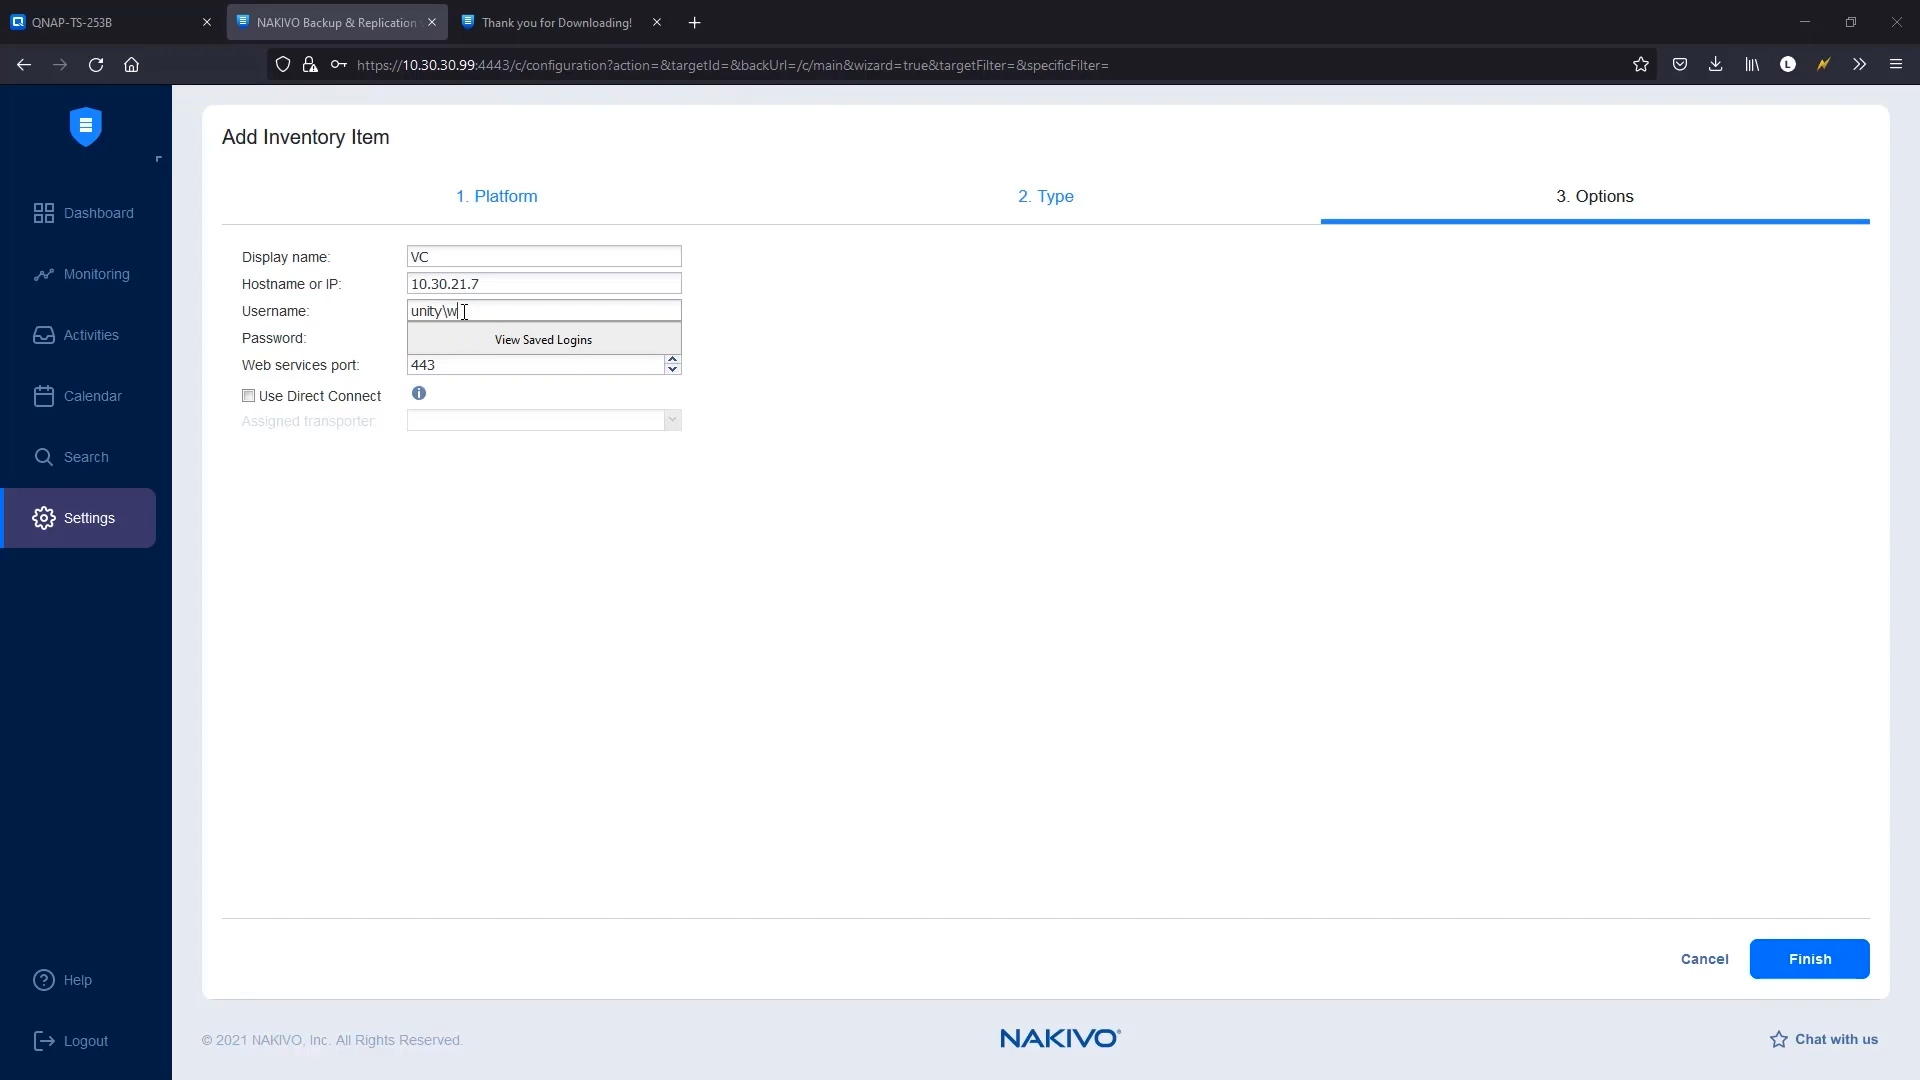 QNAP-TS-253B
NAKIVO Backup & Replication
Thank you for Downloading!
https://10.30.30.99:4443/c/configuration?action=&targetId=&backUrl=/c/main&wizard=true&targetFilter=&specificFilter=
L
Add Inventory Item
1. Platform
2. Type
3. Options
Dashboard
Monitoring
Activities
Calendar
Search
Settings
Help
Logout
Display name: VC
Hostname or IP: 10.30.21.7
Username: unity\w
Password:
View Saved Logins
Web services port: 443
Use Direct Connect
Assigned transporter:
Cancel
Finish
© 2021 NAKIVO, Inc. All Rights Reserved.
NAKIVO
Chat with us